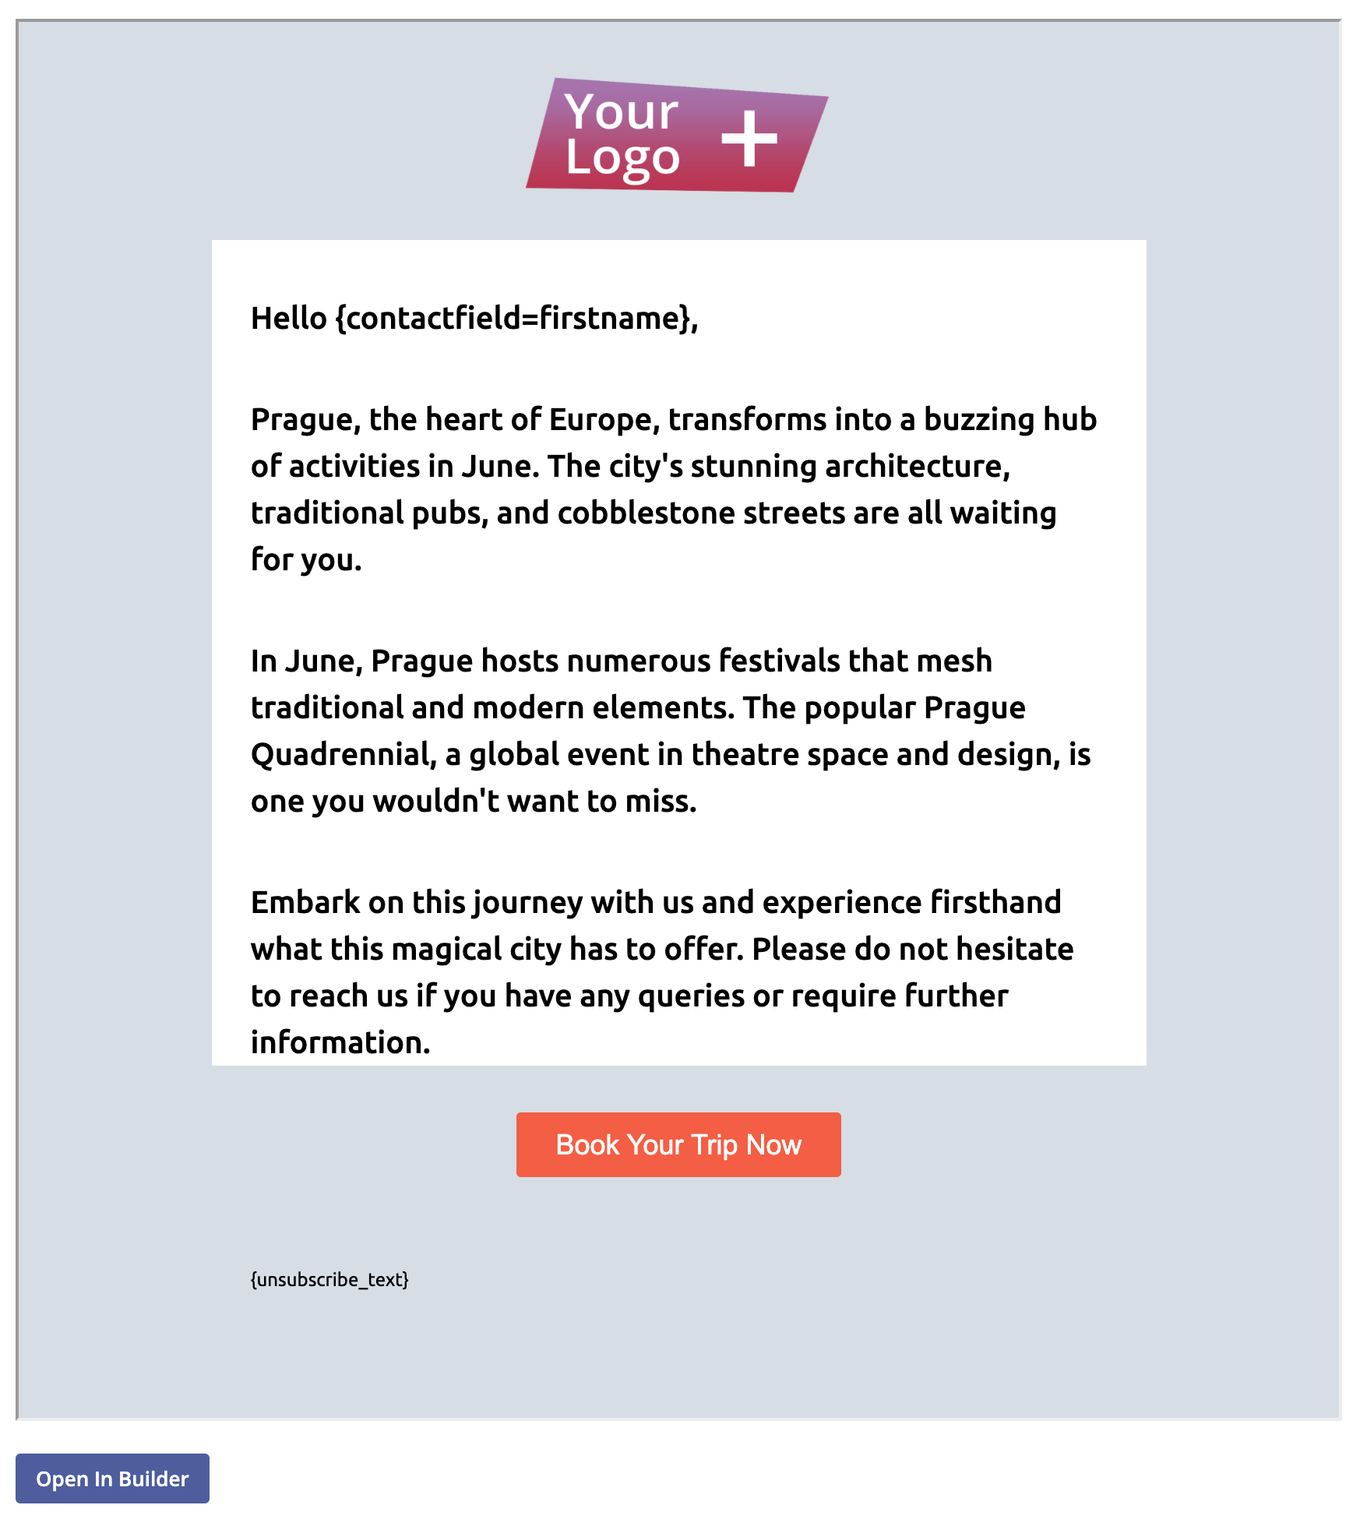 Your
Logo
Hello {contactfield=firstname},
Prague, the heart of Europe, transforms into a buzzing hub
of activities in June. The city's stunning architecture,
traditional pubs, and cobblestone streets are all waiting
for you.
In June, Prague hosts numerous festivals that mesh
traditional and modern elements. The popular Prague
Quadrennial, a global event in theatre space and design, is
one you wouldn't want to miss.
Embark on this journey with us and experience firsthand
what this magical city has to offer. Please do not hesitate
to reach us if you have any queries or require further
information.
Book Your Trip Now
{unsubscribe_text}
Open In Builder